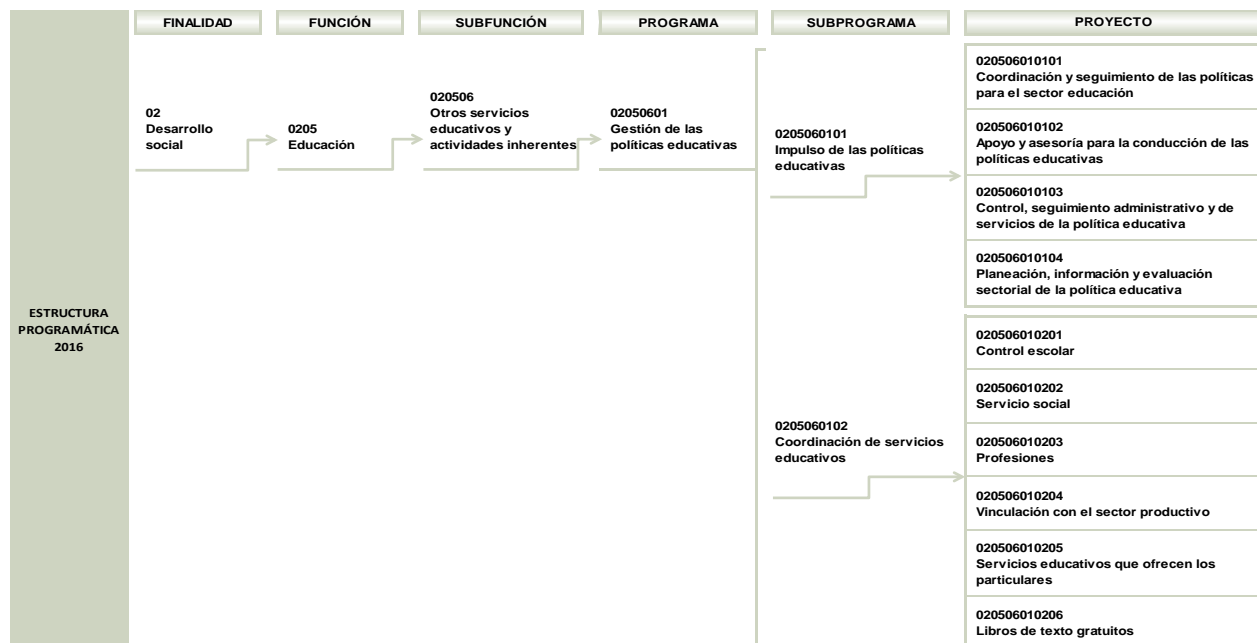 FINALIDAD
FUNCIÓN
SUBFUNCIÓN
PROGRAMA
SUBPROGRAMA
PROYECTO
ESTRUCTURA
PROGRAMÁTICA
2016
02
Desarrollo
social
0205
Educación
020506
Otros servicios
educativos y
actividades inherentes
02050601
Gestión de las
políticas educativas
0205060101
Impulso de las políticas
educativas
020506010101
Coordinación y seguimiento de las políticas
para el sector educación
020506010102
Apoyo y asesoría para la conducción de las
políticas educativas
020506010103
Control, seguimiento administrativo y de
servicios de la política educativa
020506010104
Planeación, información y evaluación
sectorial de la política educativa
0205060102
Coordinación de servicios
educativos
020506010201
Control escolar
020506010202
Servicio social
020506010203
Profesiones
020506010204
Vinculación con el sector productivo
020506010205
Servicios educativos que ofrecen los
particulares
020506010206
Libros de texto gratuitos